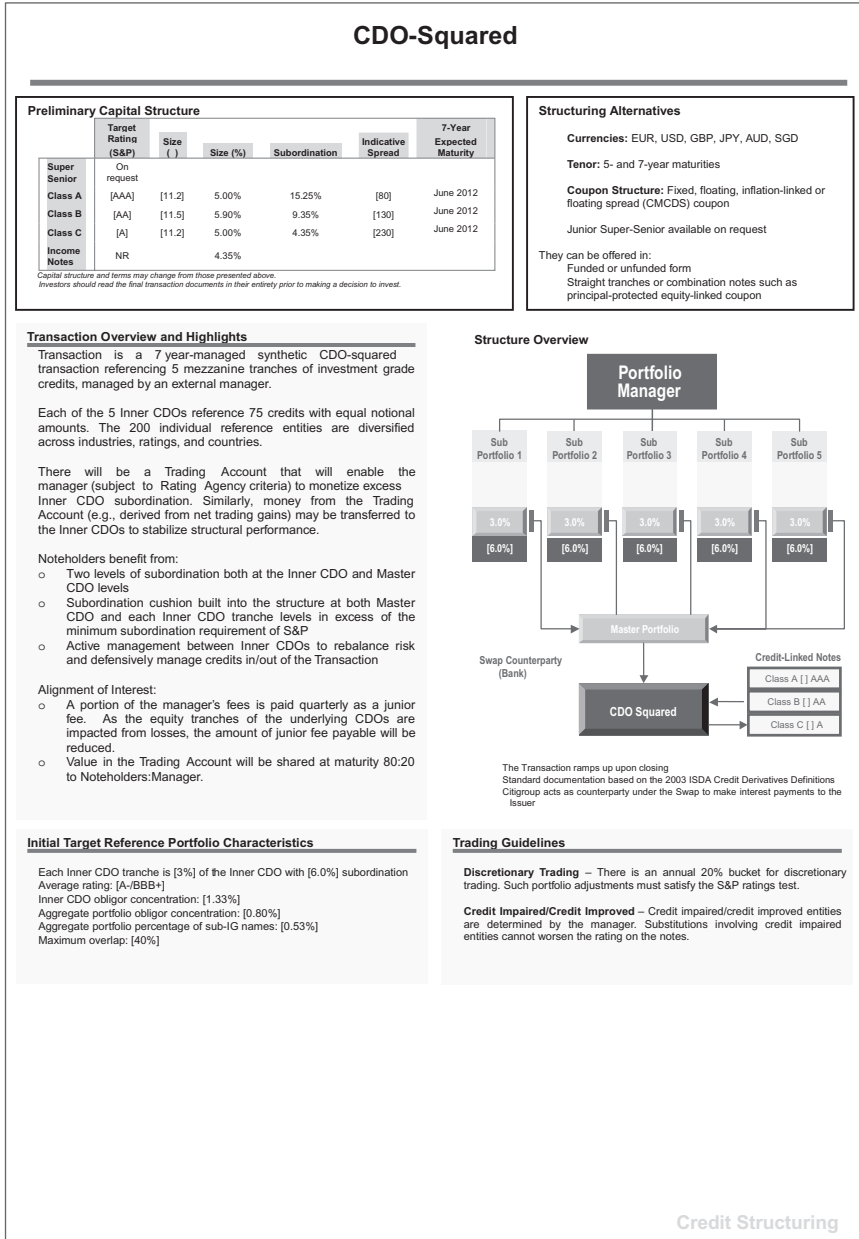 CDO-Squared
Preliminary Capital Structure
Target Rating (S&P) Size ( ) Size (%) Subordination Indicative Spread 7-Year Expected Maturity
Super Senior On request
Class A [AAA] [11.2] 5.00% 15.25% [80] June 2012
Class B [AA] [11.5] 5.90% 9.35% [130] June 2012
Class C [A] [11.2] 5.00% 4.35% [230] June 2012
Income Notes NR 4.35%
Capital structure and terms may change from those presented above.
Investors should read the final transaction documents in their entirety prior to making a decision to invest.
Structuring Alternatives
Currencies: EUR, USD, GBP, JPY, AUD, SGD
Tenor: 5- and 7-year maturities
Coupon Structure: Fixed, floating, inflation-linked or
floating spread (CMCDS) coupon
Junior Super-Senior available on request
They can be offered in:
Funded or unfunded form
Straight tranches or combination notes such as
principal-protected equity-linked coupon
Transaction Overview and Highlights
Transaction is a 7 year-managed synthetic CDO-squared
transaction referencing 5 mezzanine tranches of investment grade
credits, managed by an external manager.
Each of the 5 Inner CDOs reference 75 credits with equal notional
amounts. The 200 individual reference entities are diversified
across industries, ratings, and countries.
There will be a Trading Account that will enable the
manager (subject to Rating Agency criteria) to monetize excess
Inner CDO subordination. Similarly, money from the Trading
Account (e.g., derived from net trading gains) may be transferred to
the Inner CDOs to stabilize structural performance.
Noteholders benefit from:
o Two levels of subordination both at the Inner CDO and Master
CDO levels
o Subordination cushion built into the structure at both Master
CDO and each Inner CDO tranche levels in excess of the
minimum subordination requirement of S&P
o Active management between Inner CDOs to rebalance risk
and defensively manage credits in/out of the Transaction
Alignment of Interest:
o A portion of the manager's fees is paid quarterly as a junior
fee. As the equity tranches of the underlying CDOs are
impacted from losses, the amount of junior fee payable will be
reduced.
o Value in the Trading Account will be shared at maturity 80:20
to Noteholders:Manager.
Structure Overview
Portfolio
Manager
Sub Portfolio 1 Sub Portfolio 2 Sub Portfolio 3 Sub Portfolio 4 Sub Portfolio 5
3.0% 3.0% 3.0% 3.0% 3.0%
[6.0%] [6.0%] [6.0%] [6.0%] [6.0%]
Master Portfolio
Swap Counterparty
(Bank)
Credit-Linked Notes
Class A [ ] AAA
Class B [ ] AA
Class C [ ] A
CDO Squared
The Transaction ramps up upon closing
Standard documentation based on the 2003 ISDA Credit Derivatives Definitions
Citigroup acts as counterparty under the Swap to make interest payments to the
Issuer
Initial Target Reference Portfolio Characteristics
Each Inner CDO tranche is [3%] of the Inner CDO with [6.0%] subordination
Average rating: [A-/BBB+]
Inner CDO obligor concentration: [1.33%]
Aggregate portfolio obligor concentration: [0.80%]
Aggregate portfolio percentage of sub-IG names: [0.53%]
Maximum overlap: [40%]
Trading Guidelines
Discretionary Trading – There is an annual 20% bucket for discretionary
trading. Such portfolio adjustments must satisfy the S&P ratings test.
Credit Impaired/Credit Improved – Credit impaired/credit improved entities
are determined by the manager. Substitutions involving credit impaired
entities cannot worsen the rating on the notes.
Credit Structuring